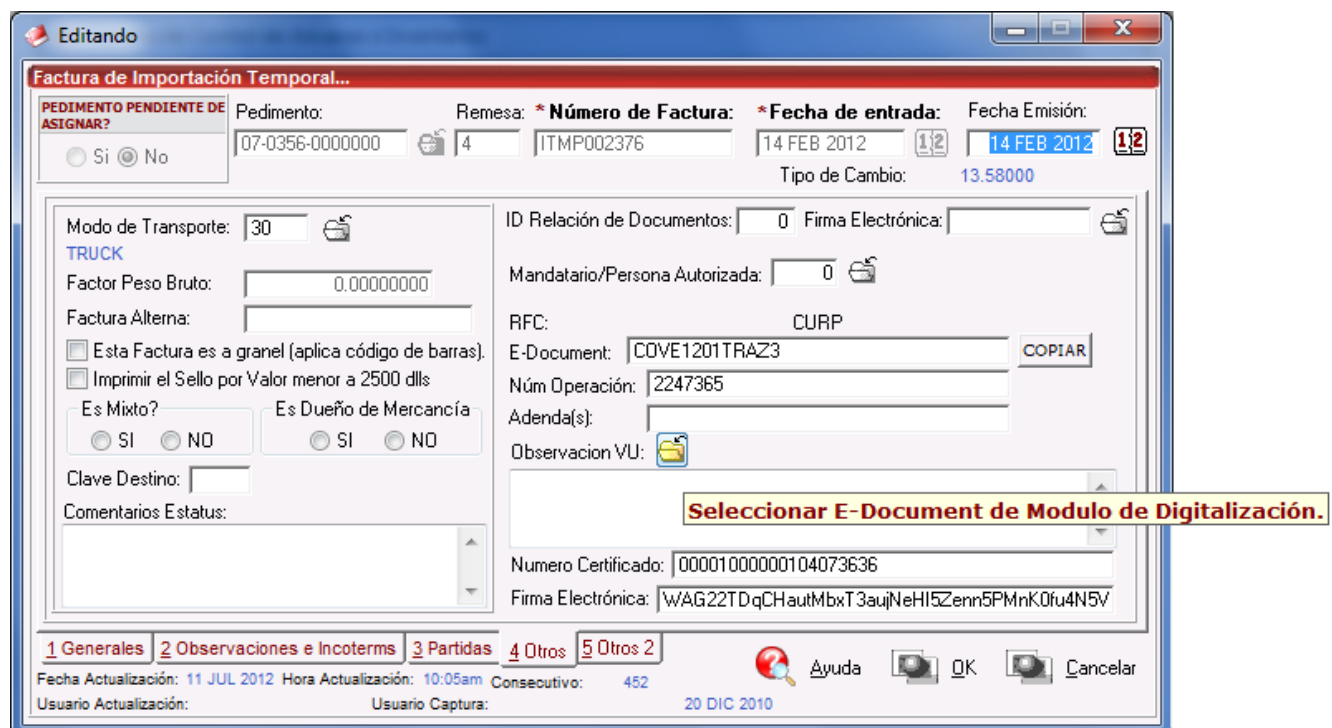 Editando
Factura de Importación Temporal...
PEDIMENTO PENDIENTE DE
ASIGNAR?
Si No
Pedimento: Remesa: * Número de Factura: *Fecha de entrada: Fecha Emisión:
07-0356-0000000 4 ITMP002376 14 FEB 2012 12 14 FEB 2012 12
Tipo de Cambio: 13.58000
Modo de Transporte: 30
TRUCK
Factor Peso Bruto: 0.00000000
Factura Alterna:
Esta Factura es a granel (aplica código de barras).
Imprimir el Sello por Valor menor a 2500 dlls
Es Mixto? Es Dueño de Mercancía
SI NO SI NO
Clave Destino:
Comentarios Estatus:
ID Relación de Documentos: 0 Firma Electrónica:
Mandatario/Persona Autorizada: 0
RFC: CURP
E-Document: COVE1201TRAZ3 COPIAR
Núm Operación: 2247365
Adenda(s):
Observacion VU:
Seleccionar E-Document de Modulo de Digitalización.
Numero Certificado: 00001000000104073636
Firma Electrónica: WAG22TDqCHautMbxT3aujNeHI5Zenn5PMnK0fu4N5V
1 Generales 2 Observaciones e Incoterms 3 Partidas 4 Otros 5 Otros 2
Ayuda OK Cancelar
Fecha Actualización: 11 JUL 2012 Hora Actualización: 10:05am Consecutivo: 452
Usuario Actualización: Usuario Captura: 20 DIC 2010